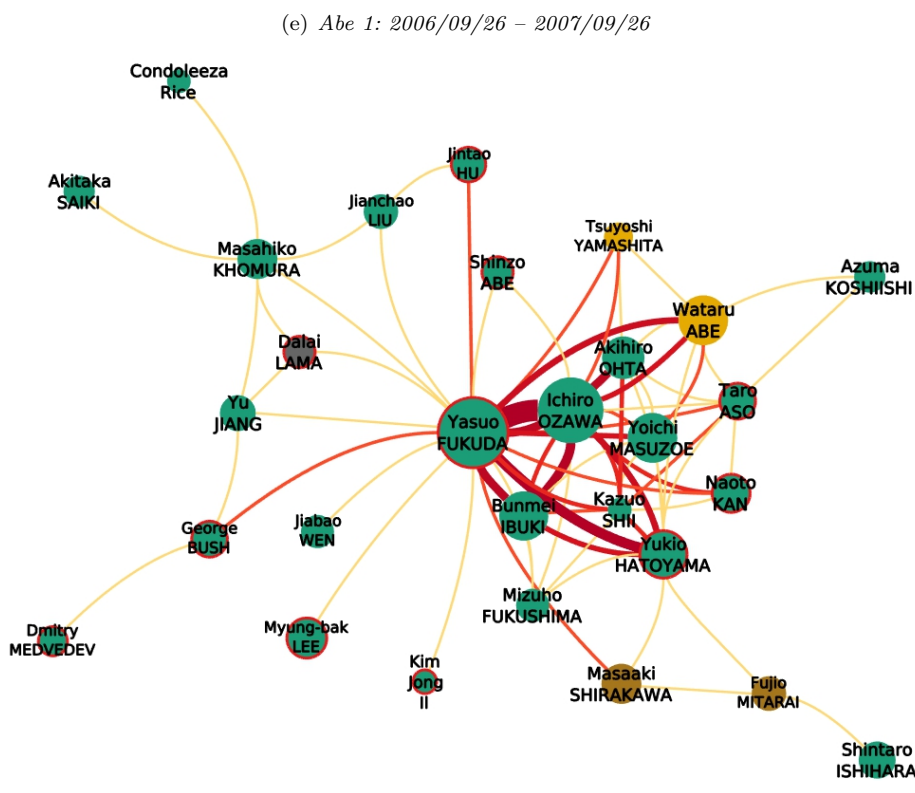 (e) Abe 1: 2006/09/26 – 2007/09/26
Condoleeza
Rice
Jintao
HU
Akitaka
SAIKI
Jianchao
LIU
Tsuyoshi
YAMASHITA
Masahiko
KHOMURA
Shinzo
ABE
Azuma
KOSHIISHI
Wataru
ABE
Dalai
LAMA
Akihiro
OHTA
Yu
JIANG
Ichiro
OZAWA
Taro
ASO
Yasuo
FUKUDA
Yoichi
MASUZOE
Naoto
KAN
Bunmei
IBUKI
Kazuo
SHII
George
BUSH
Jiabao
WEN
Yukio
HATOYAMA
Mizuho
FUKUSHIMA
Dmitry
MEDVEDEV
Myung-bak
LEE
Kim
Jong
Il
Masaaki
SHIRAKAWA
Fujio
MITARAI
Shintaro
ISHIHARA